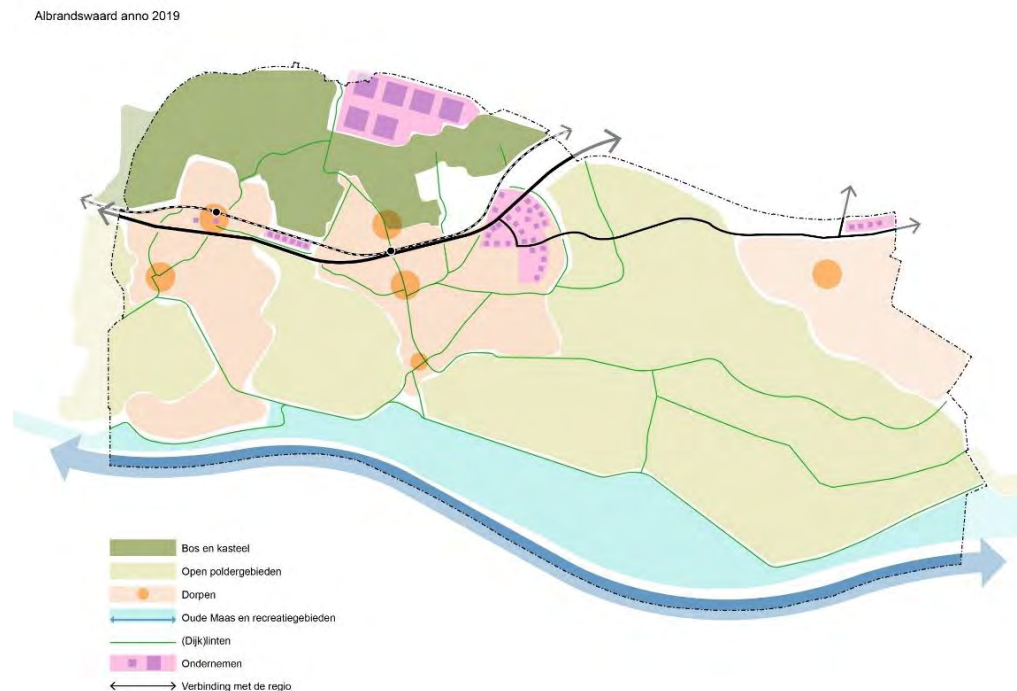 Albrandswaard anno 2019
Bos en kasteel
Open poldergebieden
Dorpen
Oude Maas en recreatiegebieden
(Dijk)linten
Ondernemen
Verbinding met de regio